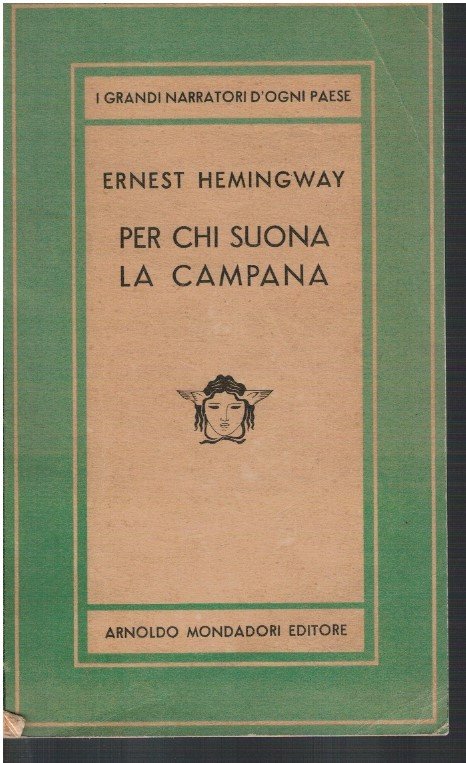 I GRANDI NARRATORI D'OGNI PAESE
ERNEST HEMINGWAY
PER CHI SUONA
LA CAMPANA
ARNOLDO MONDADORI EDITORE